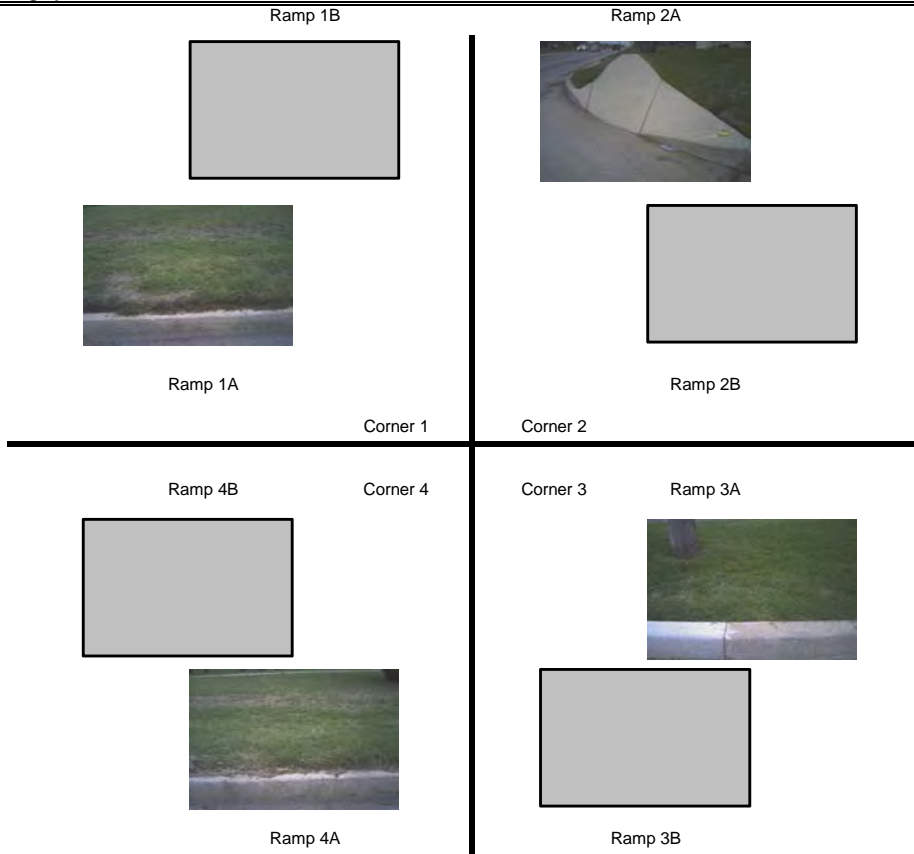 Ramp 1B Ramp 2A
Ramp 1A Ramp 2B
Corner 1 Corner 2
Ramp 4B Corner 4 Corner 3 Ramp 3A
Ramp 4A Ramp 3B